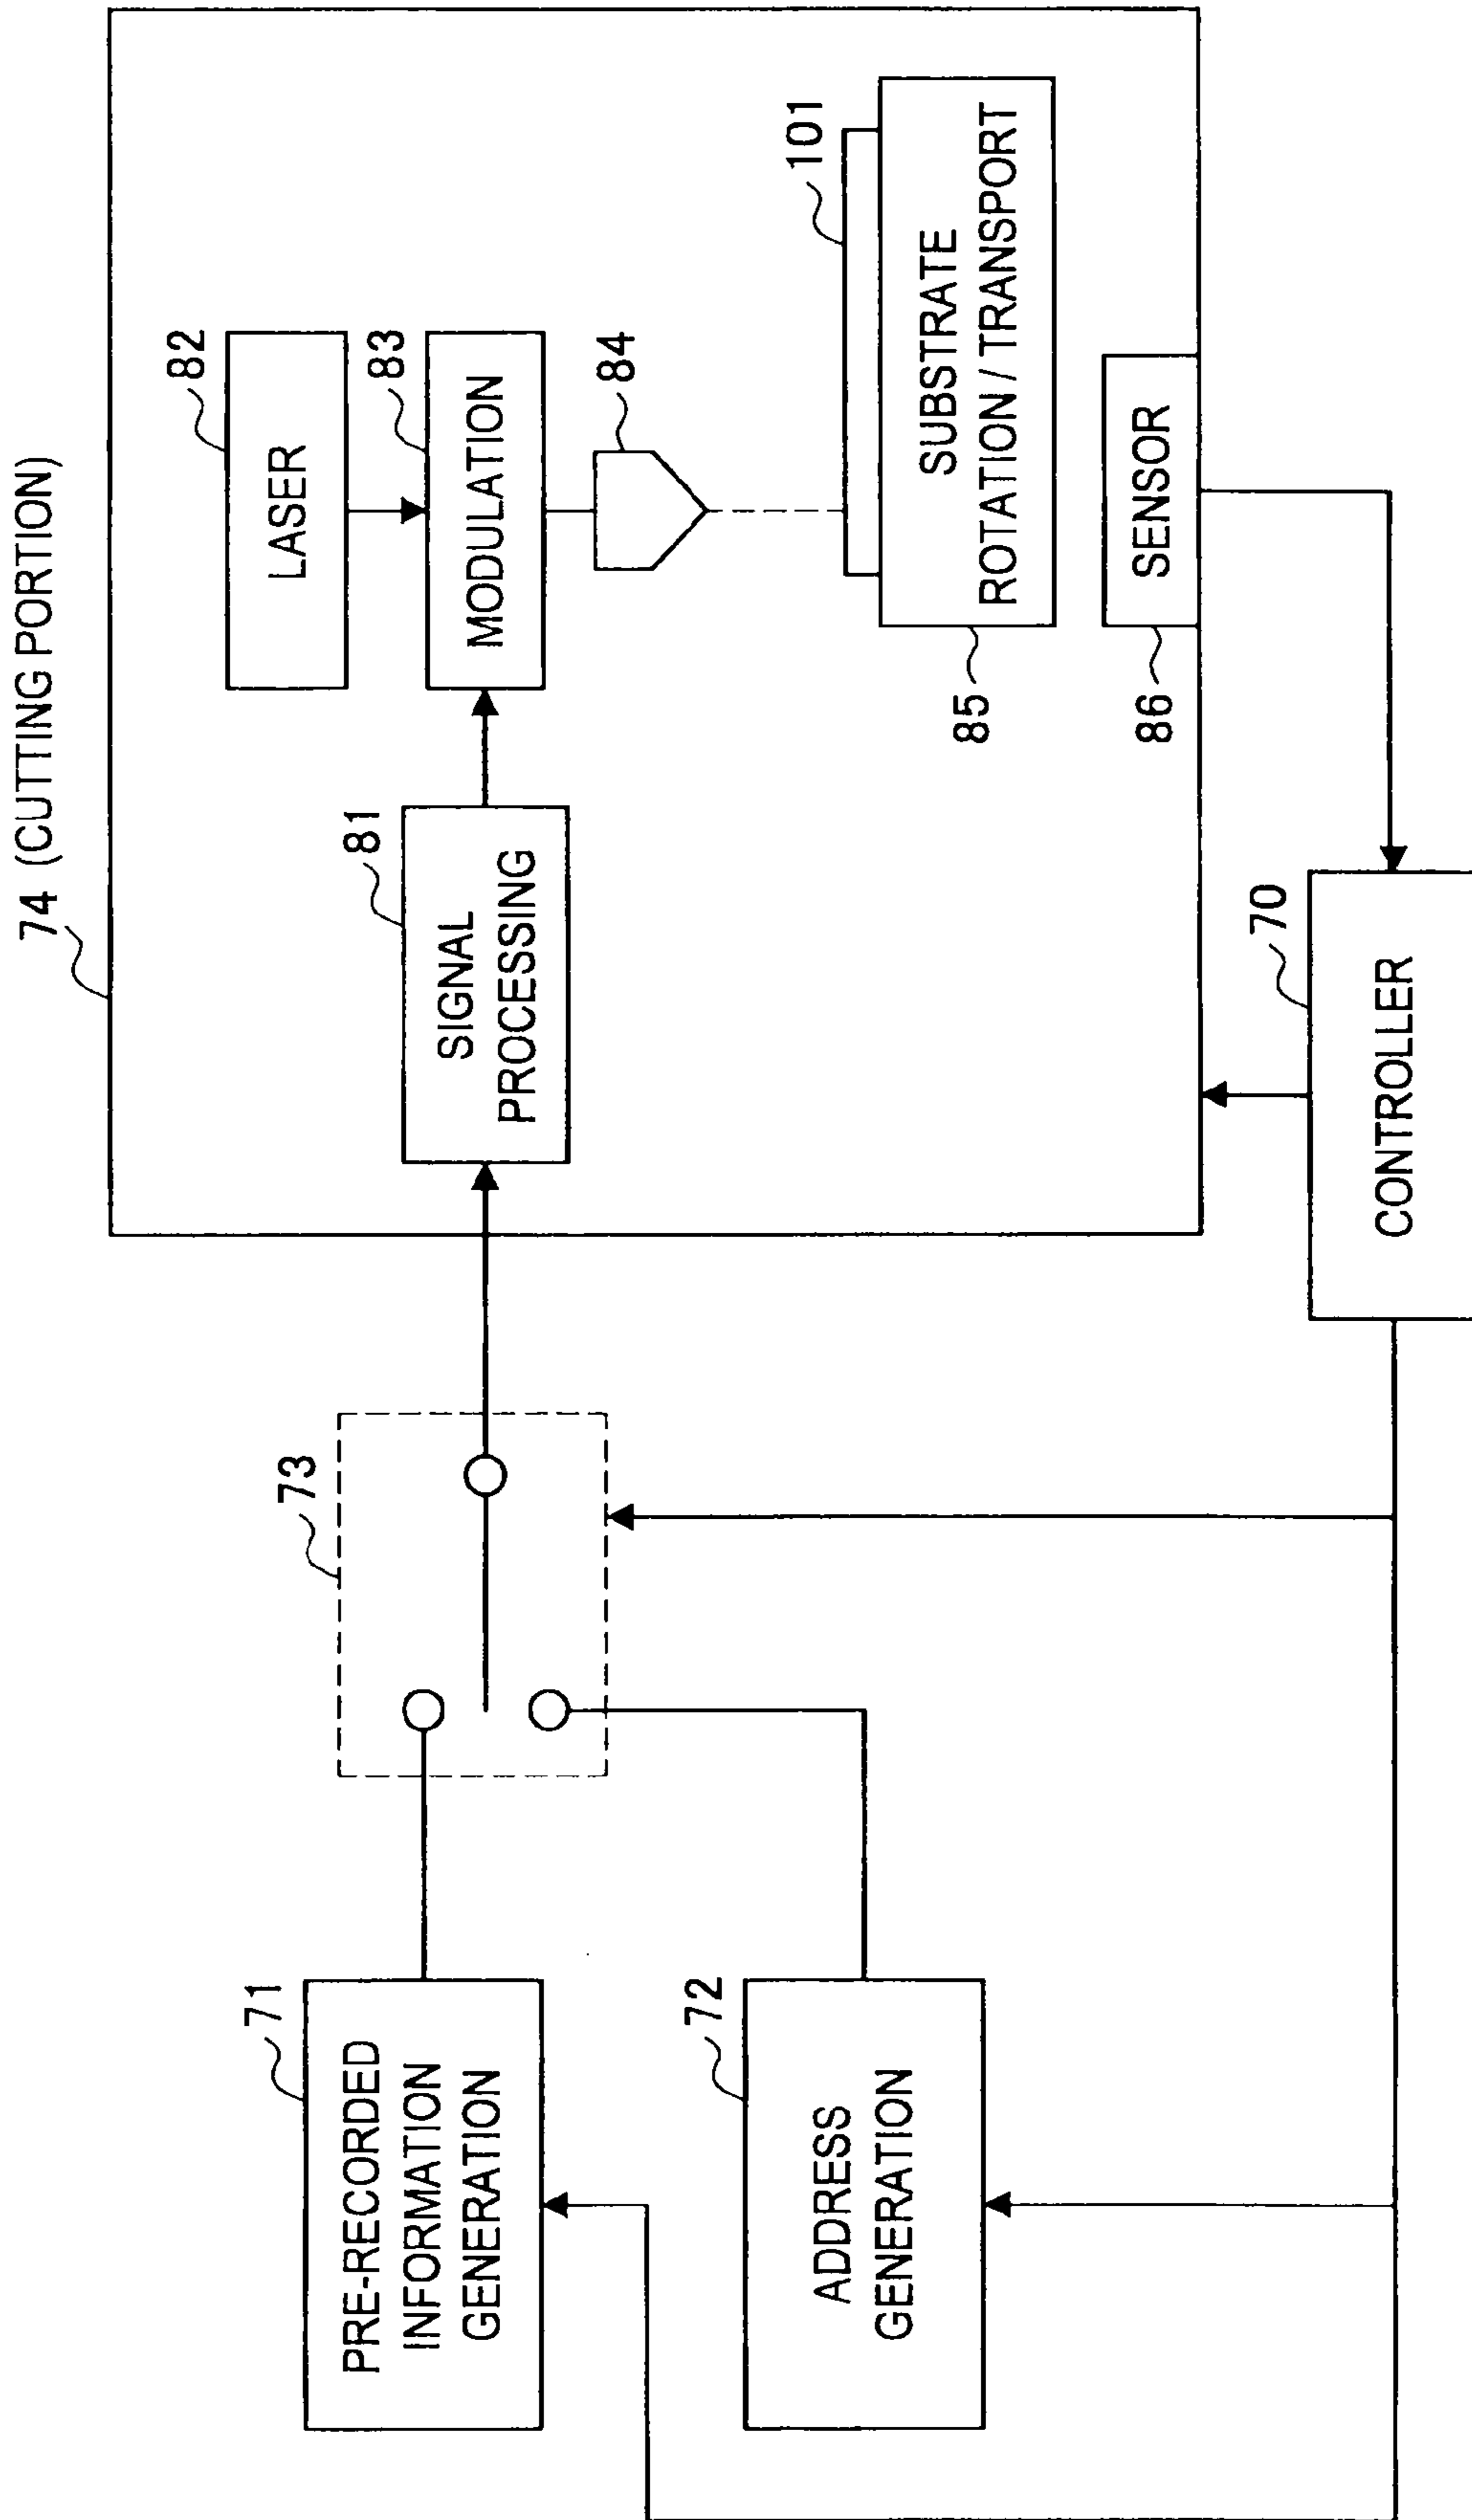 74 (CUTTING PORTION)
82
LASER
83
MODULATION
84
81
SIGNAL
PROCESSING
101
SUBSTRATE
ROTATION/TRANSPORT
85
SENSOR
86
73
71
PRE-RECORDED
INFORMATION
GENERATION
72
ADDRESS
GENERATION
70
CONTROLLER